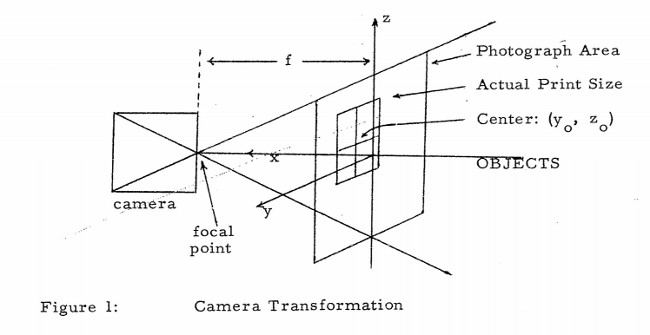 z
f
Photograph Area
Actual Print Size
Center: (y_o, z_o)
x
OBJECTS
camera
y
focal
point
Figure 1: Camera Transformation